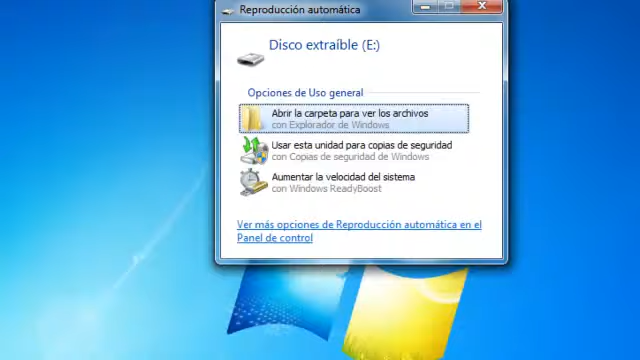 Reproducción automática
Disco extraíble (E:)
Opciones de Uso general
Abrir la carpeta para ver los archivos
con Explorador de Windows
Usar esta unidad para copias de seguridad
con Copias de seguridad de Windows
Aumentar la velocidad del sistema
con Windows ReadyBoost
Ver más opciones de Reproducción automática en el
Panel de control